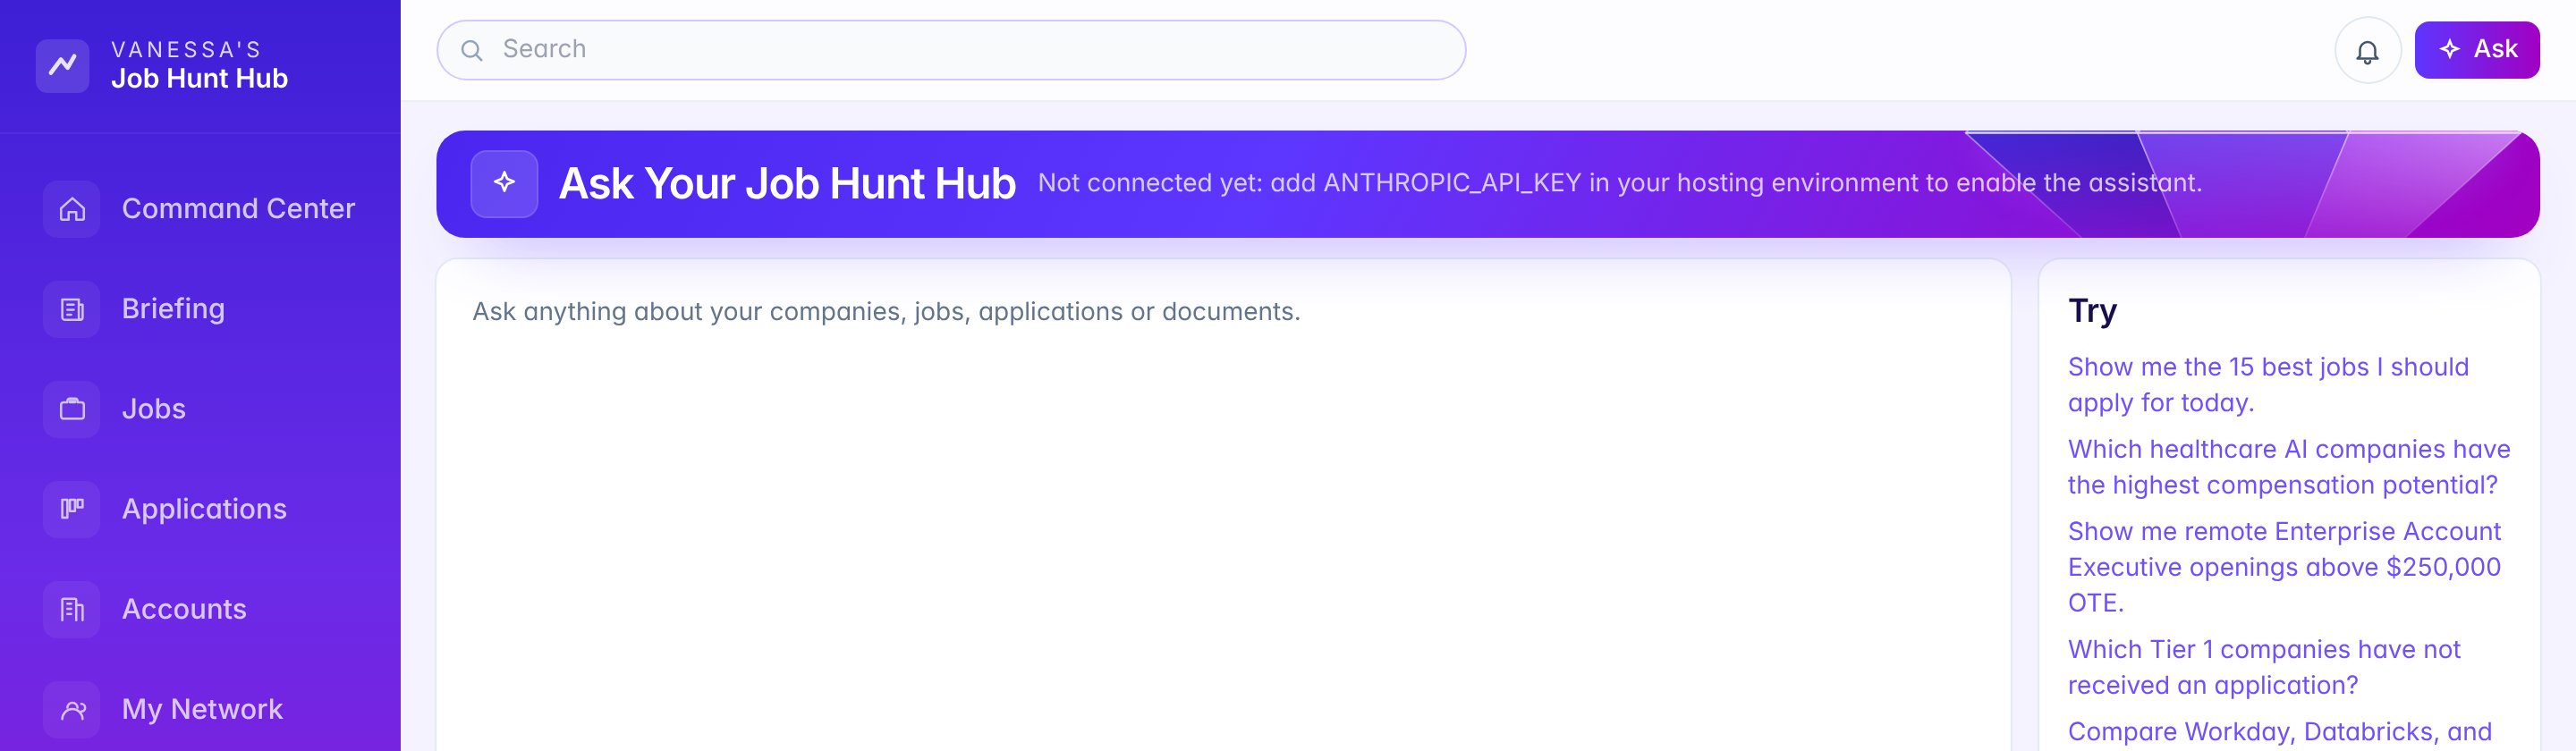 VANESSA'S
Job Hunt Hub
Command Center
Briefing
Jobs
Applications
Accounts
My Network
Search
Ask
Ask Your Job Hunt Hub
Not connected yet: add ANTHROPIC_API_KEY in your hosting environment to enable the assistant.
Ask anything about your companies, jobs, applications or documents.
Try
Show me the 15 best jobs I should
apply for today.
Which healthcare AI companies have
the highest compensation potential?
Show me remote Enterprise Account
Executive openings above $250,000
OTE.
Which Tier 1 companies have not
received an application?
Compare Workday, Databricks, and